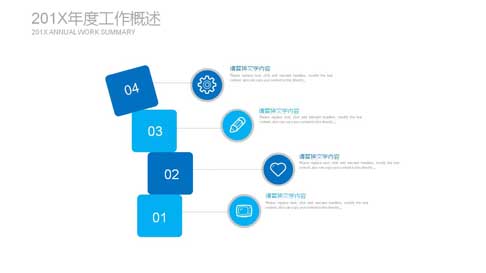 201X年度工作概述
201X ANNUAL WORK SUMMARY
04
请替换文字内容
Please replace text, click add relevant headline, modify the text
content, also can copy your content to this directly.
03
请替换文字内容
Please replace text, click add relevant headline, modify the text
content, also can copy your content to this directly.
02
请替换文字内容
Please replace text, click add relevant headline, modify the text
content, also can copy your content to this directly.
01
请替换文字内容
Please replace text, click add relevant headline, modify the text
content, also can copy your content to this directly.